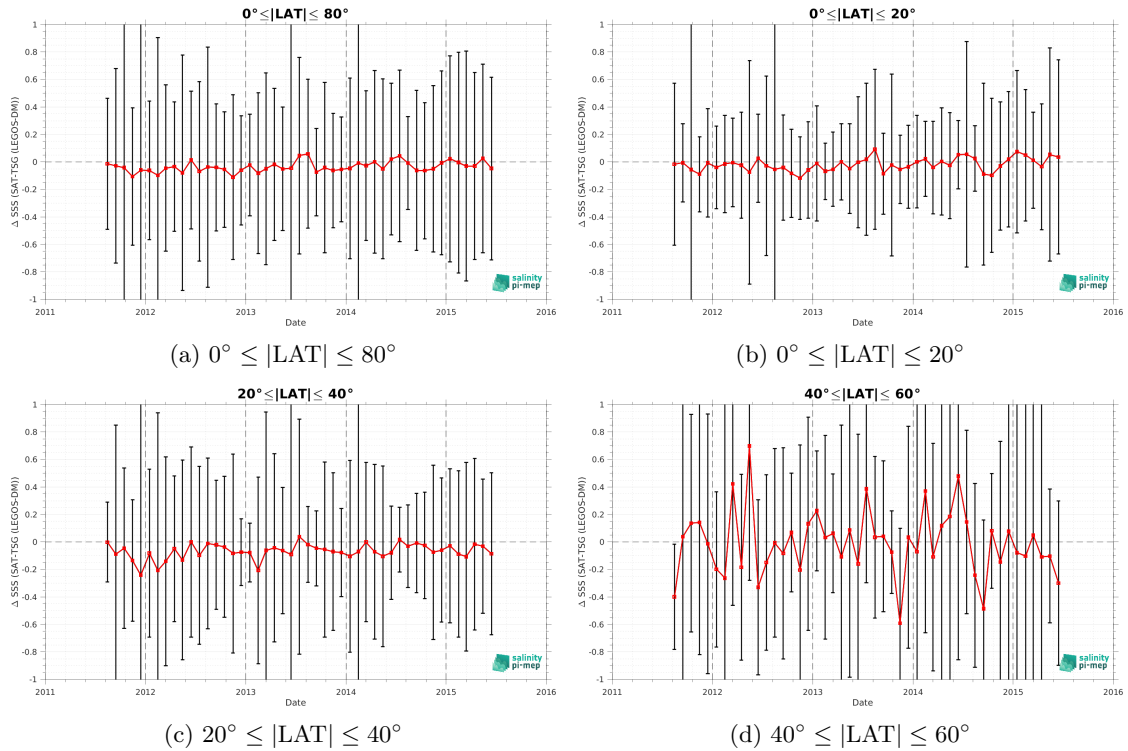 0°≤|LAT|≤ 80°
Δ SSS (SAT-TSG (LEGOS-DM))
1
0.8
0.6
0.4
0.2
0
-0.2
-0.4
-0.6
-0.8
-1
2011 2012 2013 2014 2015 2016
Date
salinity
pi-mep
(a) 0° ≤ |LAT| ≤ 80°
0°≤|LAT|≤ 20°
Δ SSS (SAT-TSG (LEGOS-DM))
1
0.8
0.6
0.4
0.2
0
-0.2
-0.4
-0.6
-0.8
-1
2011 2012 2013 2014 2015 2016
Date
salinity
pi-mep
(b) 0° ≤ |LAT| ≤ 20°
20°≤|LAT|≤ 40°
Δ SSS (SAT-TSG (LEGOS-DM))
1
0.8
0.6
0.4
0.2
0
-0.2
-0.4
-0.6
-0.8
-1
2011 2012 2013 2014 2015 2016
Date
salinity
pi-mep
(c) 20° ≤ |LAT| ≤ 40°
40°≤|LAT|≤ 60°
Δ SSS (SAT-TSG (LEGOS-DM))
1
0.8
0.6
0.4
0.2
0
-0.2
-0.4
-0.6
-0.8
-1
2011 2012 2013 2014 2015 2016
Date
salinity
pi-mep
(d) 40° ≤ |LAT| ≤ 60°